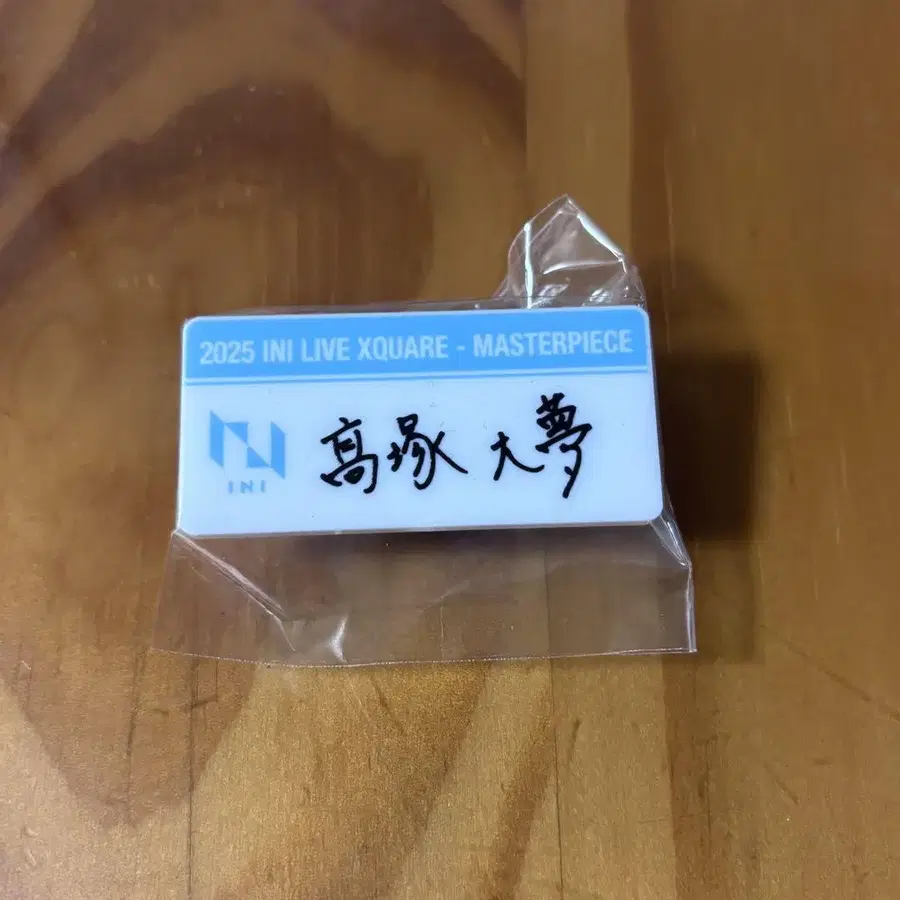 2025 INI LIVE XQUARE - MASTERPIECE
INI
髙塚 大夢